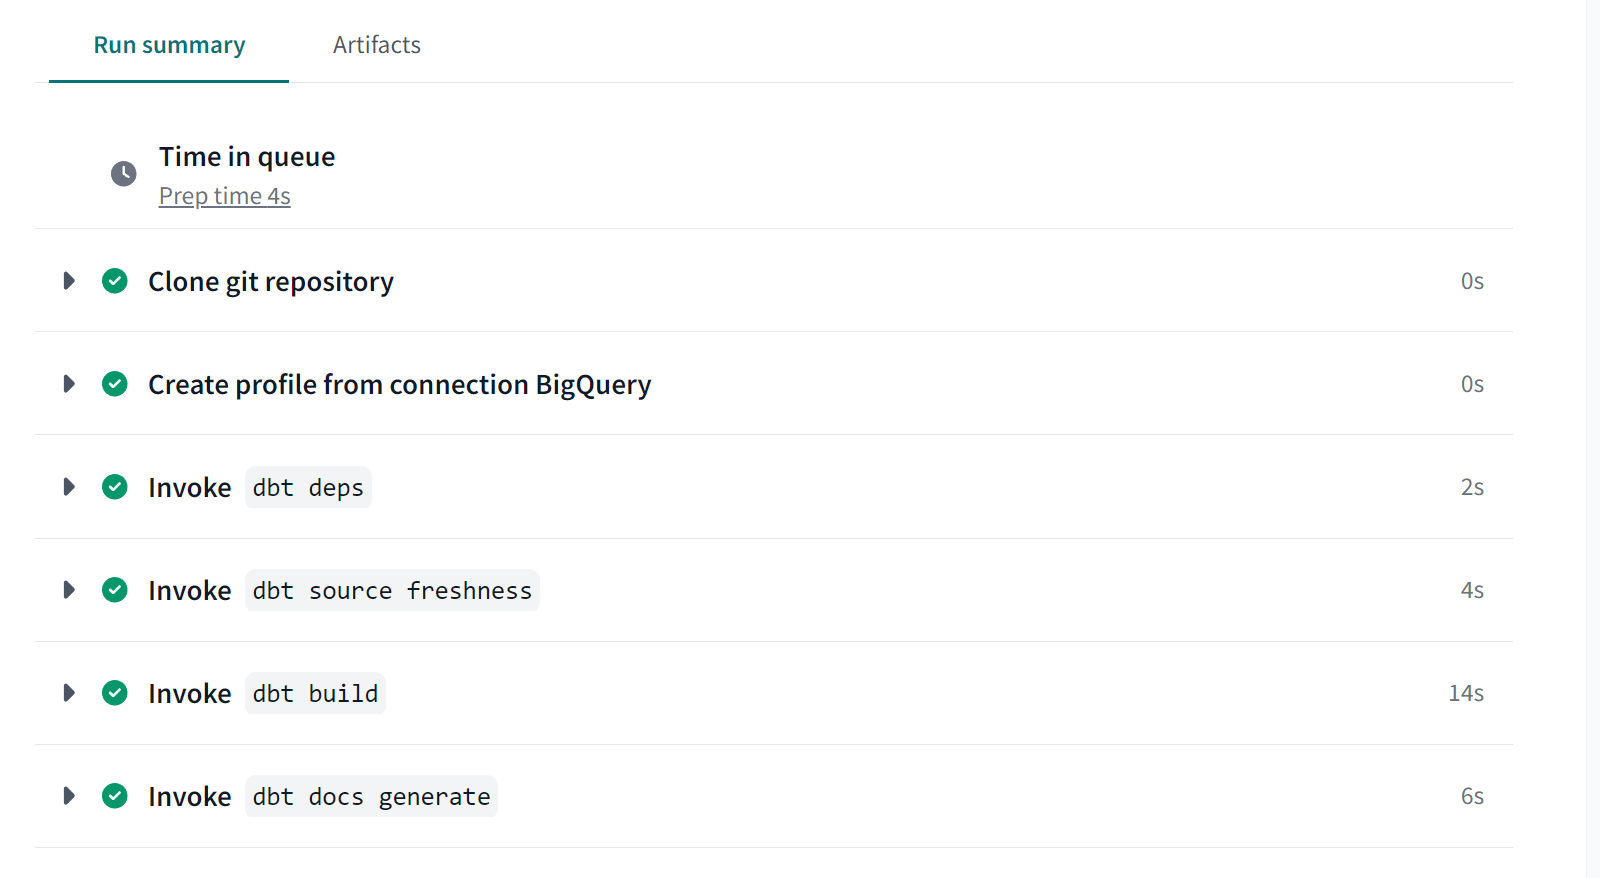 Run summary Artifacts
Time in queue
Prep time 4s
Clone git repository 0s
Create profile from connection BigQuery 0s
Invoke dbt deps 2s
Invoke dbt source freshness 4s
Invoke dbt build 14s
Invoke dbt docs generate 6s